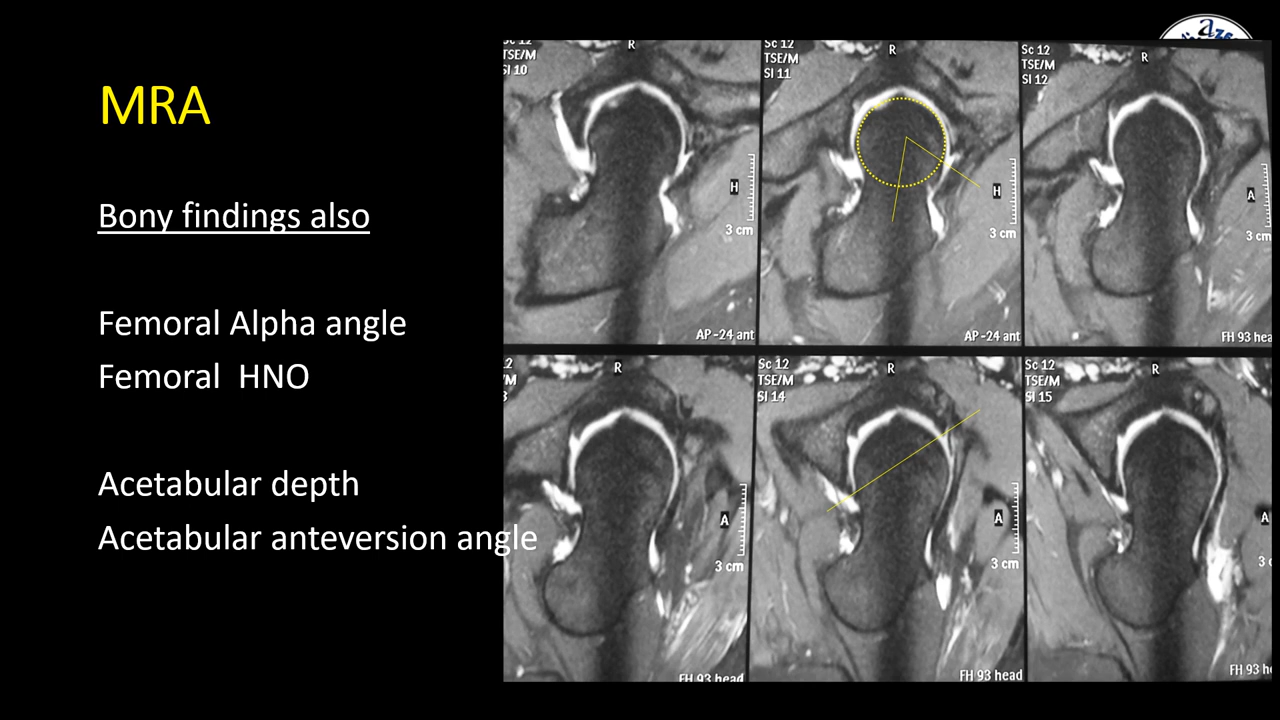 MRA
Bony findings also
Femoral Alpha angle
Femoral HNO
Acetabular depth
Acetabular anteversion angle
Sc 12
TSE/M
SI 10
R
H
3 cm
AP -24 ant
Sc 12
TSE/M
SI 11
R
H
3 cm
AP -24 ant
Sc 12
TSE/M
SI 12
R
A
3 cm
FH 93 hea
R
A
3 cm
FH 93 head
Sc 12
TSE/M
SI 14
R
A
3 cm
FH 93 head
Sc 12
TSE/M
SI 15
R
A
FH 93 h